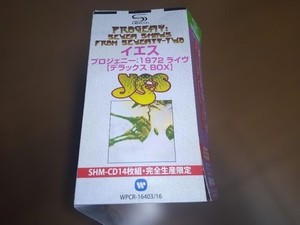 PROGENY:
SEVEN SHOWS
FROM SEVENTY-TWO
イエス
プロジェニー：1972 ライヴ
[デラックス・BOX]
yes
SHM-CD14枚組・完全生産限定
WPCR-16403/16